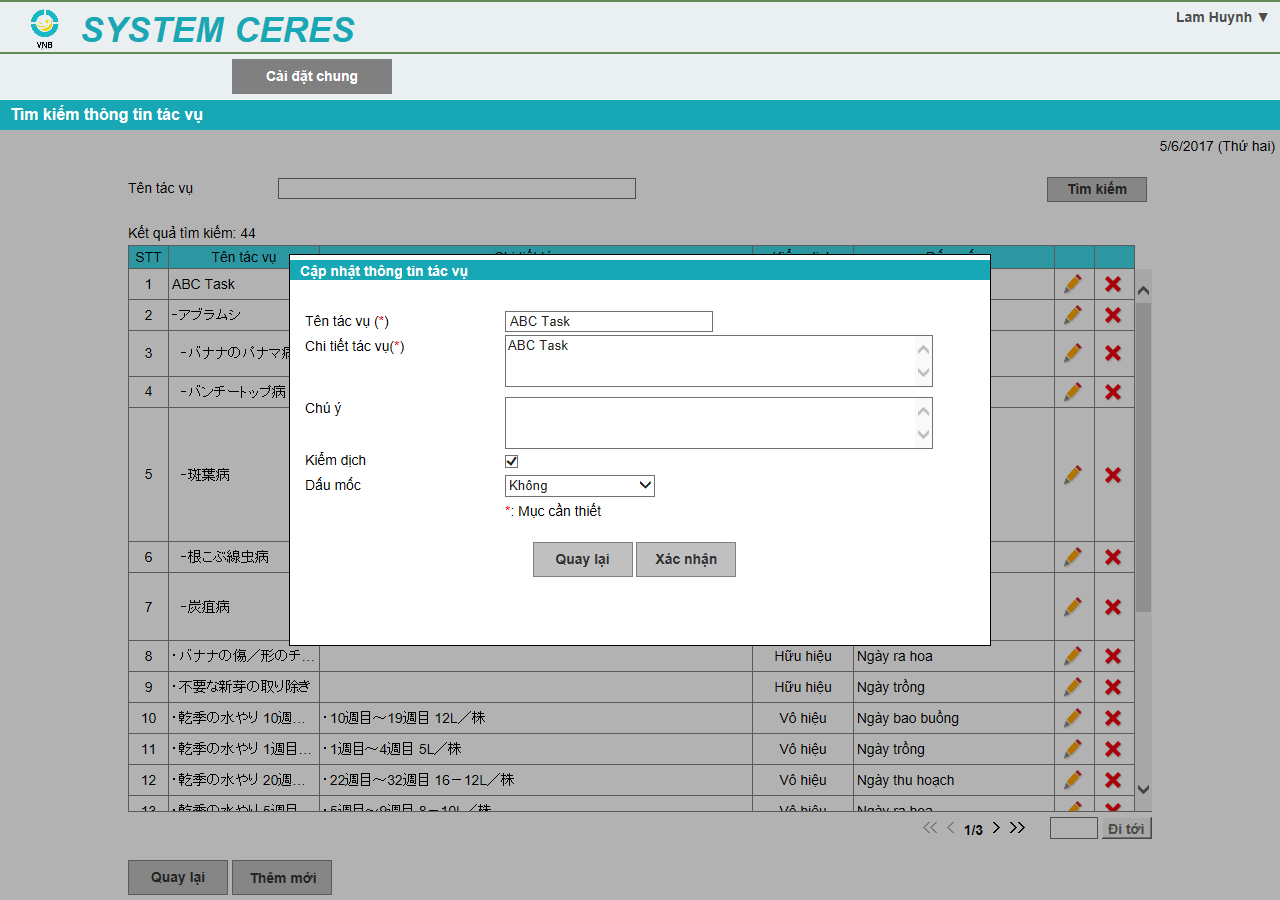 VNB
SYSTEM CERES
Lam Huynh ▼
Cài đặt chung
Tìm kiếm thông tin tác vụ
5/6/2017 (Thứ hai)
Tên tác vụ
Tìm kiếm
Kết quả tìm kiếm: 44
STT Tên tác vụ
Cập nhật thông tin tác vụ
Tên tác vụ (*) ABC Task
Chi tiết tác vụ(*) ABC Task
Chú ý
Kiểm dịch
Dấu mốc Không
*: Mục cần thiết
Quay lại Xác nhận
1 ABC Task
2 -アブラムシ
3 -バナナのパナマ病
4 -バンチートップ病
5 -斑葉病
6 -根こぶ線虫病
7 -炭疽病
8 ・バナナの傷／形のチ… Hữu hiệu Ngày ra hoa
9 ・不要な新芽の取り除き Hữu hiệu Ngày trồng
10 ・乾季の水やり 10週… ・10週目～19週目 12L／株 Vô hiệu Ngày bao buồng
11 ・乾季の水やり 1週目… ・1週目～4週目 5L／株 Vô hiệu Ngày trồng
12 ・乾季の水やり 20週… ・22週目～32週目 16－12L／株 Vô hiệu Ngày thu hoạch
13 ・乾季の水やり 5週目 ・5週目～9週目 8－10L／株 Vô hiệu Ngày ra hoa
1/3 Đi tới
Quay lại Thêm mới